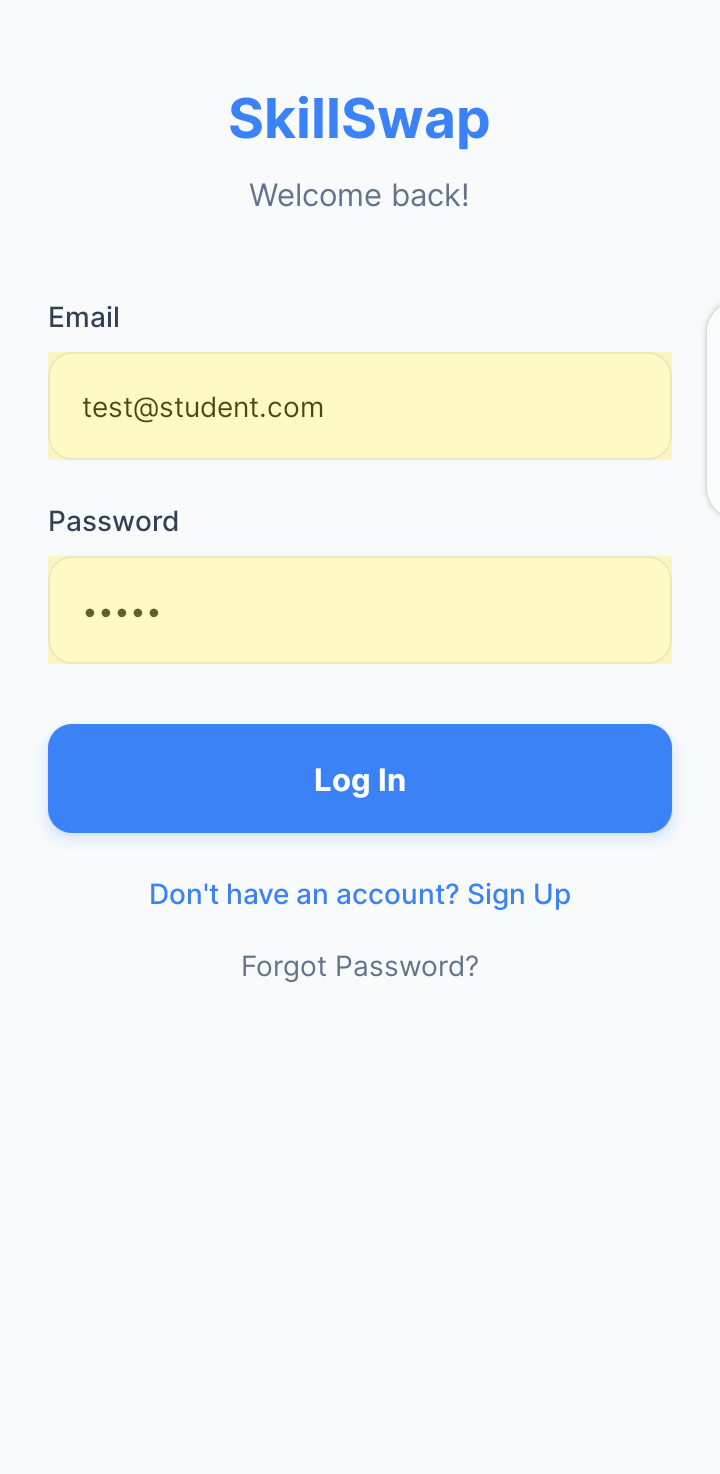 SkillSwap
Welcome back!
Email
test@student.com
Password
•••••
Log In
Don't have an account? Sign Up
Forgot Password?